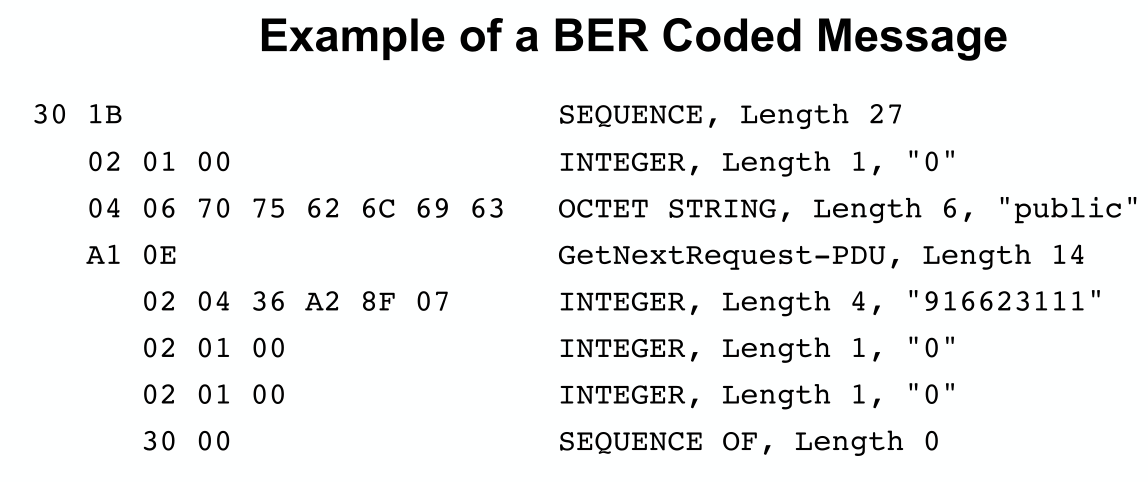 Example of a BER Coded Message
30 1B SEQUENCE, Length 27
02 01 00 INTEGER, Length 1, "0"
04 06 70 75 62 6C 69 63 OCTET STRING, Length 6, "public"
A1 0E GetNextRequest-PDU, Length 14
02 04 36 A2 8F 07 INTEGER, Length 4, "916623111"
02 01 00 INTEGER, Length 1, "0"
02 01 00 INTEGER, Length 1, "0"
30 00 SEQUENCE OF, Length 0